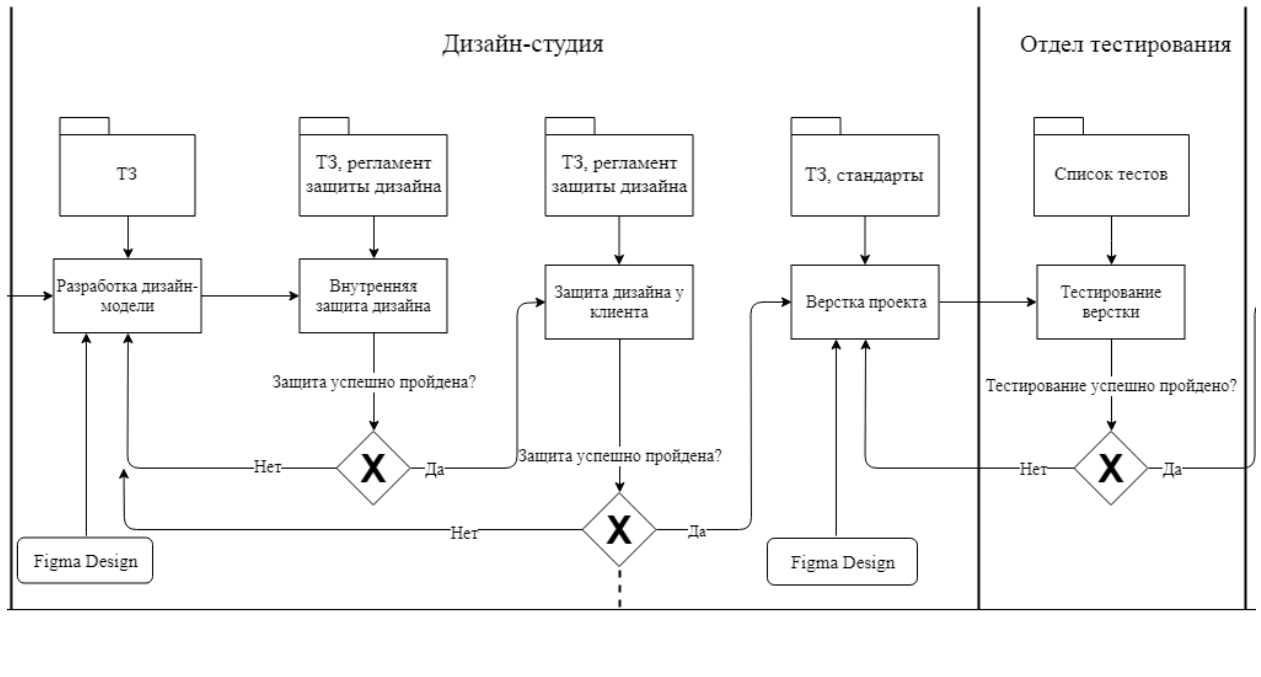 Дизайн-студия
Отдел тестирования
ТЗ
ТЗ, регламент
защиты дизайна
ТЗ, регламент
защиты дизайна
ТЗ, стандарты
Список тестов
Разработка дизайн-
модели
Внутренняя
защита дизайна
Защита дизайна у
клиента
Верстка проекта
Тестирование
верстки
Защита успешно пройдена?
Тестирование успешно пройдено?
Защита успешно пройдена?
Нет
X
Да
Нет
X
Да
Нет
X
Да
Figma Design
Figma Design